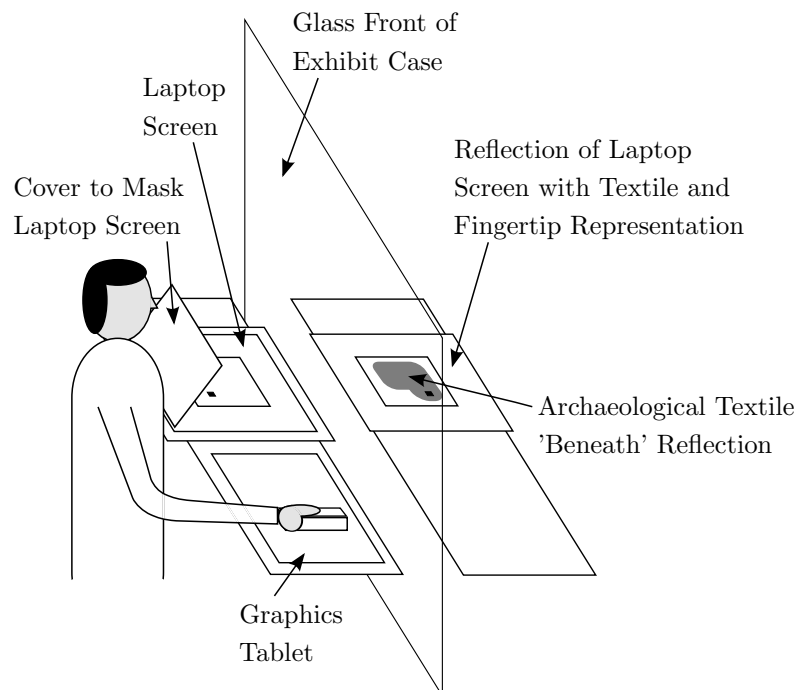 Glass Front of
Exhibit Case
Laptop
Screen
Reflection of Laptop
Screen with Textile and
Fingertip Representation
Cover to Mask
Laptop Screen
Archaeological Textile
'Beneath' Reflection
Graphics
Tablet